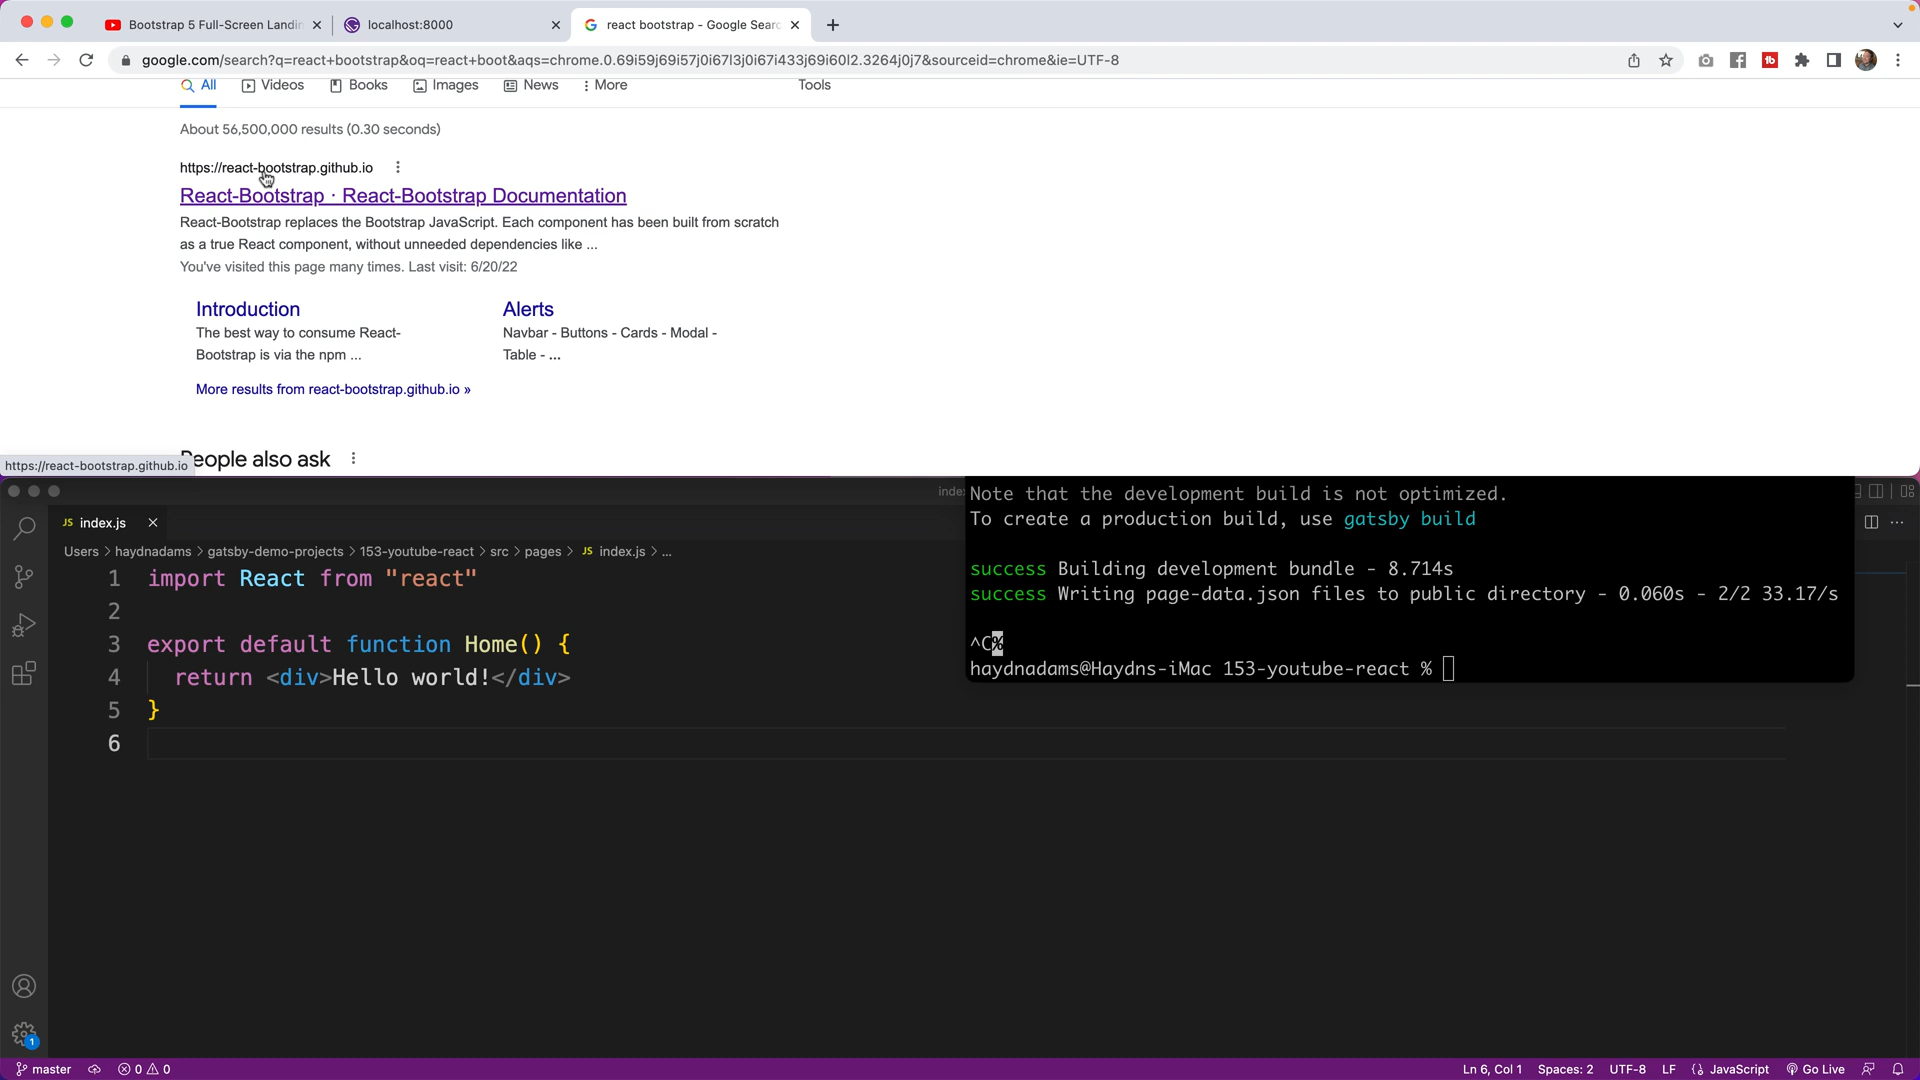 Bootstrap 5 Full-Screen Landin
localhost:8000
react bootstrap - Google Searc
google.com/search?q=react+bootstrap&oq=react+boot&aqs=chrome.0.69i59j69i57j0i67l3j0i67i433j69i60l2.3264j0j7&sourceid=chrome&ie=UTF-8
All Videos Books Images News More Tools
About 56,500,000 results (0.30 seconds)
https://react-bootstrap.github.io
React-Bootstrap · React-Bootstrap Documentation
React-Bootstrap replaces the Bootstrap JavaScript. Each component has been built from scratch
as a true React component, without unneeded dependencies like ...
You've visited this page many times. Last visit: 6/20/22
Introduction
The best way to consume React-
Bootstrap is via the npm ...
Alerts
Navbar - Buttons - Cards - Modal -
Table - ...
More results from react-bootstrap.github.io »
People also ask
https://react-bootstrap.github.io
index
JS index.js
Users > haydnadams > gatsby-demo-projects > 153-youtube-react > src > pages > JS index.js > ...
1 import React from "react"
2
3 export default function Home() {
4 return <div>Hello world!</div>
5 }
6
Note that the development build is not optimized.
To create a production build, use gatsby build
success Building development bundle - 8.714s
success Writing page-data.json files to public directory - 0.060s - 2/2 33.17/s
^C%
haydnadams@Haydns-iMac 153-youtube-react %
1
master 0 0 Ln 6, Col 1 Spaces: 2 UTF-8 LF {} JavaScript Go Live